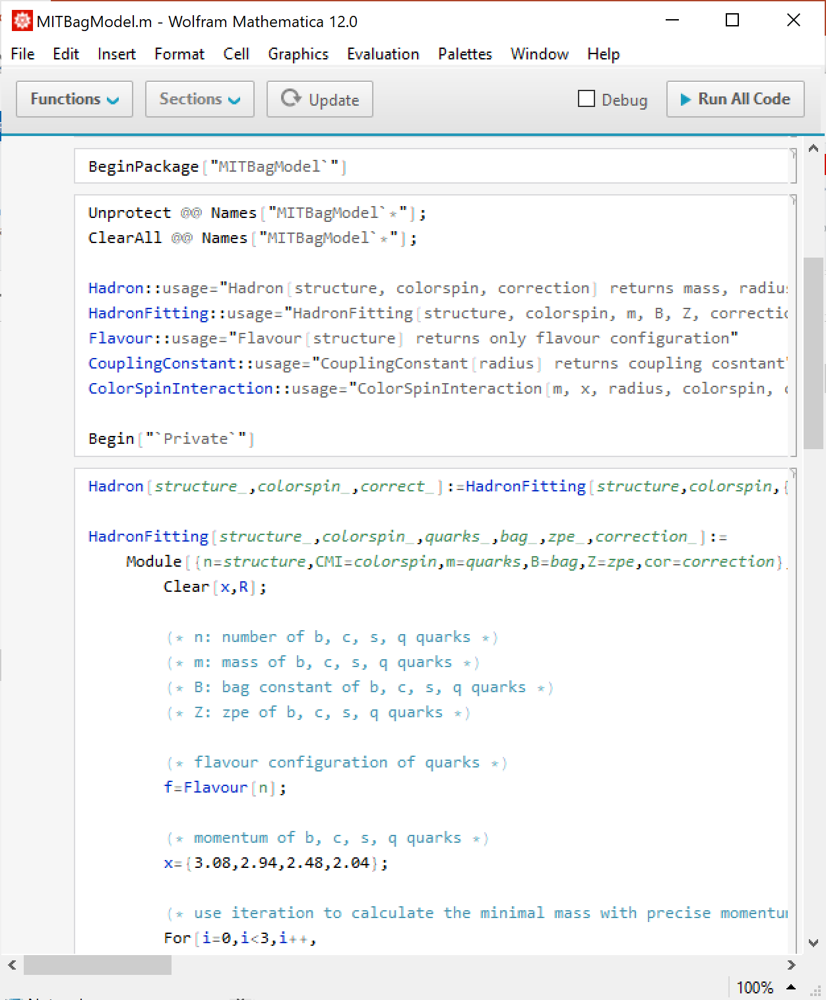 MITBagModel.m - Wolfram Mathematica 12.0
File Edit Insert Format Cell Graphics Evaluation Palettes Window Help
Functions Sections Update Debug Run All Code
BeginPackage["MITBagModel`"]
Unprotect @@ Names["MITBagModel`*"];
ClearAll @@ Names["MITBagModel`*"];
Hadron::usage="Hadron[structure, colorspin, correction] returns mass, radius
HadronFitting::usage="HadronFitting[structure, colorspin, m, B, Z, correctio
Flavour::usage="Flavour[structure] returns only flavour configuration"
CouplingConstant::usage="CouplingConstant[radius] returns coupling cosntant"
ColorSpinInteraction::usage="ColorSpinInteraction[m, x, radius, colorspin,
Begin["`Private`"]
Hadron[structure_,colorspin_,correct_]:=HadronFitting[structure,colorspin,{
HadronFitting[structure_,colorspin_,quarks_,bag_,zpe_,correction_]:=
Module[{n=structure,CMI=colorspin,m=quarks,B=bag,Z=zpe,cor=correction},
Clear[x,R];
(* n: number of b, c, s, q quarks *)
(* m: mass of b, c, s, q quarks *)
(* B: bag constant of b, c, s, q quarks *)
(* Z: zpe of b, c, s, q quarks *)
(* flavour configuration of quarks *)
f=Flavour[n];
(* momentum of b, c, s, q quarks *)
x={3.08,2.94,2.48,2.04};
(* use iteration to calculate the minimal mass with precise momentum
For[i=0,i<3,i++,
100%